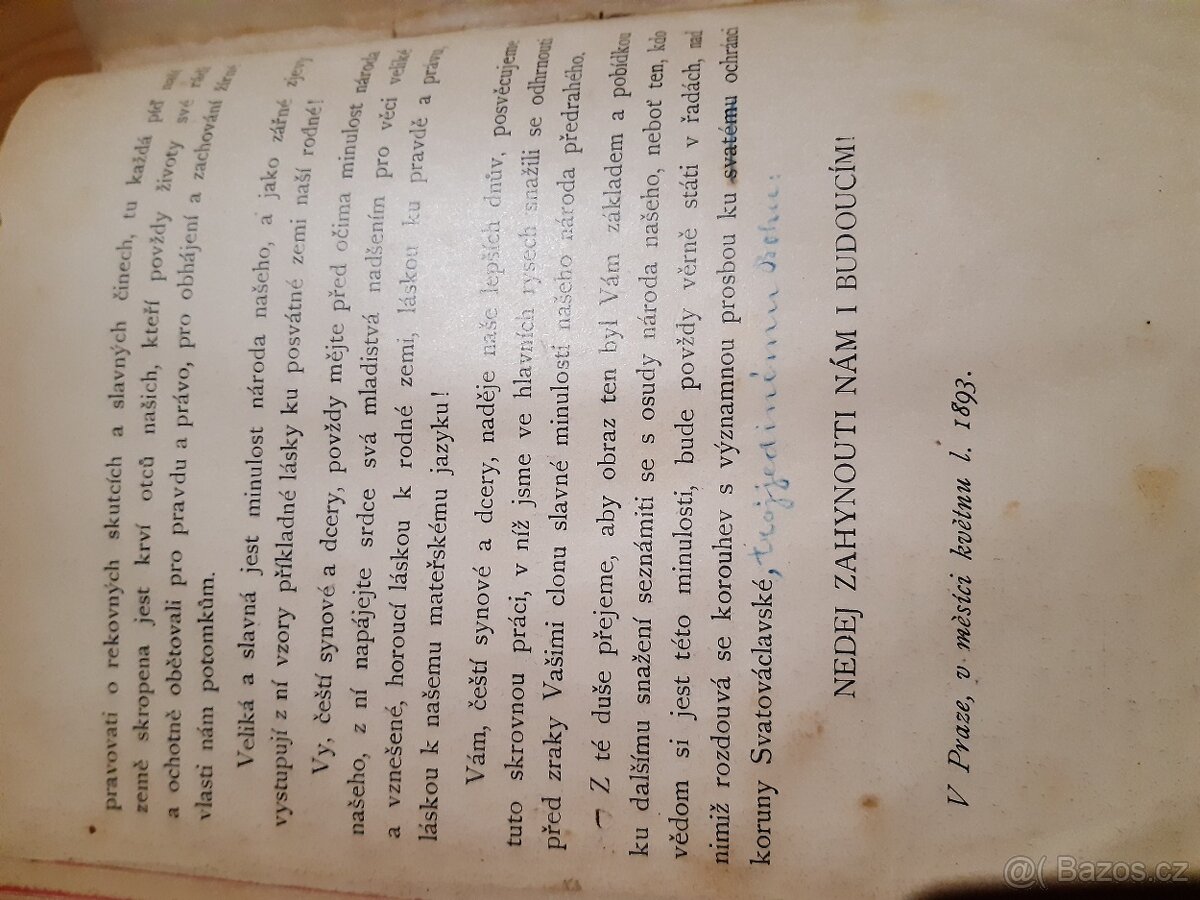 pravovati o rekovných skutcích a slavných činech, tu každá píď naší
země skropena jest krví otců našich, kteří povždy životy své rádi
a ochotně obětovali pro pravdu a právo, pro obhájení a zachování
vlasti nám potomkům.
Veliká a slavná jest minulost národa našeho, a jako zářné zjevy
vystupují z ní vzory příkladné lásky ku posvátné zemi naší rodné!
Vy, čeští synové a dcery, povždy mějte před očima minulost národa
našeho, z ní napájejte srdce svá mladistvá nadšením pro věci veliké
a vznešené, horoucí láskou k rodné zemi, láskou ku pravdě a právu,
láskou k našemu mateřskému jazyku!
Vám, čeští synové a dcery, naděje naše lepších dnův, posvěcujeme
tuto skrovnou práci, v níž jsme ve hlavních rysech snažili se odhrnouti
před zraky Vašimi clonu slavné minulosti našeho národa předrahého.
Z té duše přejeme, aby obraz ten byl Vám základem a pobídkou
ku dalšímu snažení seznámiti se s osudy národa našeho, neboť ten, kdo
vědom si jest této minulosti, bude povždy věrně státi v řadách, nad
nimiž rozdouvá se korouhev s významnou prosbou ku svatému ochránci
koruny Svatováclavské, trojjedinému Bohu:
NEDEJ ZAHYNOUTI NÁM I BUDOUCÍM!
V Praze, v měsíci květnu l. 1893.
@( Bazos.cz